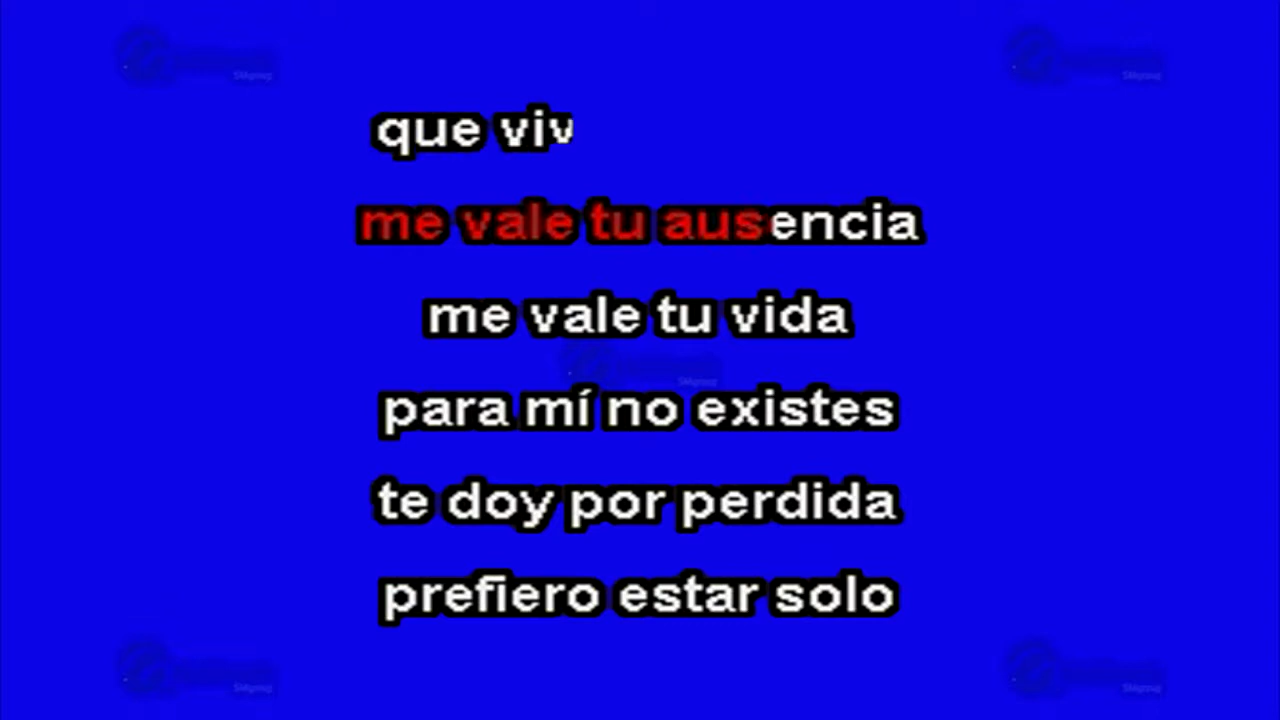 que viv
me vale tu ausencia
me vale tu vida
para mí no existes
te doy por perdida
prefiero estar solo